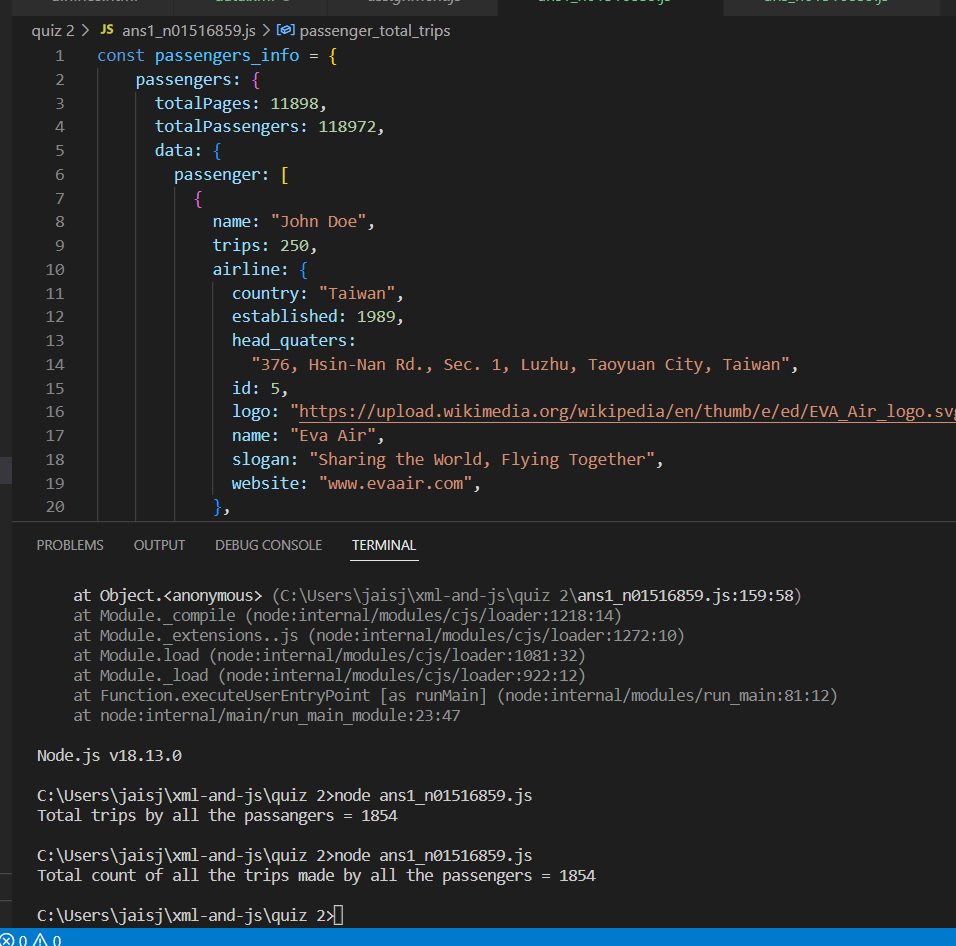 quiz 2 > JS ans1_n01516859.js > passenger_total_trips
1 const passengers_info = {
2 passengers: {
3 totalPages: 11898,
4 totalPassengers: 118972,
5 data: {
6 passenger: [
7 {
8 name: "John Doe",
9 trips: 250,
10 airline: {
11 country: "Taiwan",
12 established: 1989,
13 head_quaters:
14 "376, Hsin-Nan Rd., Sec. 1, Luzhu, Taoyuan City, Taiwan",
15 id: 5,
16 logo: "https://upload.wikimedia.org/wikipedia/en/thumb/e/ed/EVA_Air_logo.svg
17 name: "Eva Air",
18 slogan: "Sharing the World, Flying Together",
19 website: "www.evaair.com",
20 },
PROBLEMS OUTPUT DEBUG CONSOLE TERMINAL
at Object.<anonymous> (C:\Users\jaisj\xml-and-js\quiz 2\ans1_n01516859.js:159:58)
at Module._compile (node:internal/modules/cjs/loader:1218:14)
at Module._extensions..js (node:internal/modules/cjs/loader:1272:10)
at Module.load (node:internal/modules/cjs/loader:1081:32)
at Module._load (node:internal/modules/cjs/loader:922:12)
at Function.executeUserEntryPoint [as runMain] (node:internal/modules/run_main:81:12)
at node:internal/main/run_main_module:23:47
Node.js v18.13.0
C:\Users\jaisj\xml-and-js\quiz 2>node ans1_n01516859.js
Total trips by all the passangers = 1854
C:\Users\jaisj\xml-and-js\quiz 2>node ans1_n01516859.js
Total count of all the trips made by all the passengers = 1854
C:\Users\jaisj\xml-and-js\quiz 2>
0 0